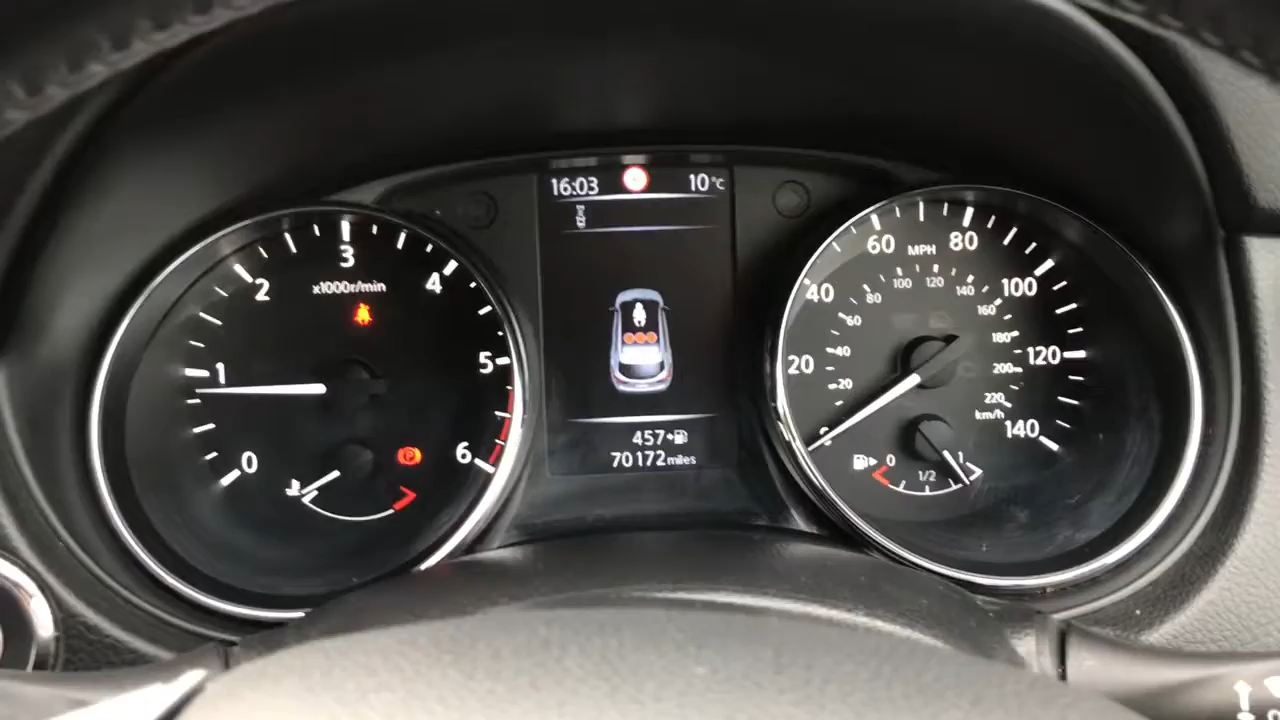 16:03 10°C
x1000r/min
0 1 2 3 4 5 6
P
457
70172 miles
MPH
0 20 40 60 80 100 120 140
20 40 60 80 100 120 140 160 180 200 220
km/h
0 1/2 1